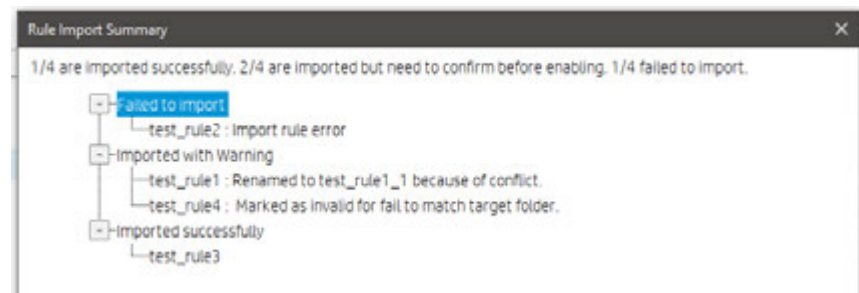 Rule Import Summary
1/4 are imported successfully. 2/4 are imported but need to confirm before enabling. 1/4 failed to import.
Failed to import
test_rule2 : Import rule error
Imported with Warning
test_rule1 : Renamed to test_rule1_1 because of conflict.
test_rule4 : Marked as invalid for fail to match target folder.
Imported successfully
test_rule3